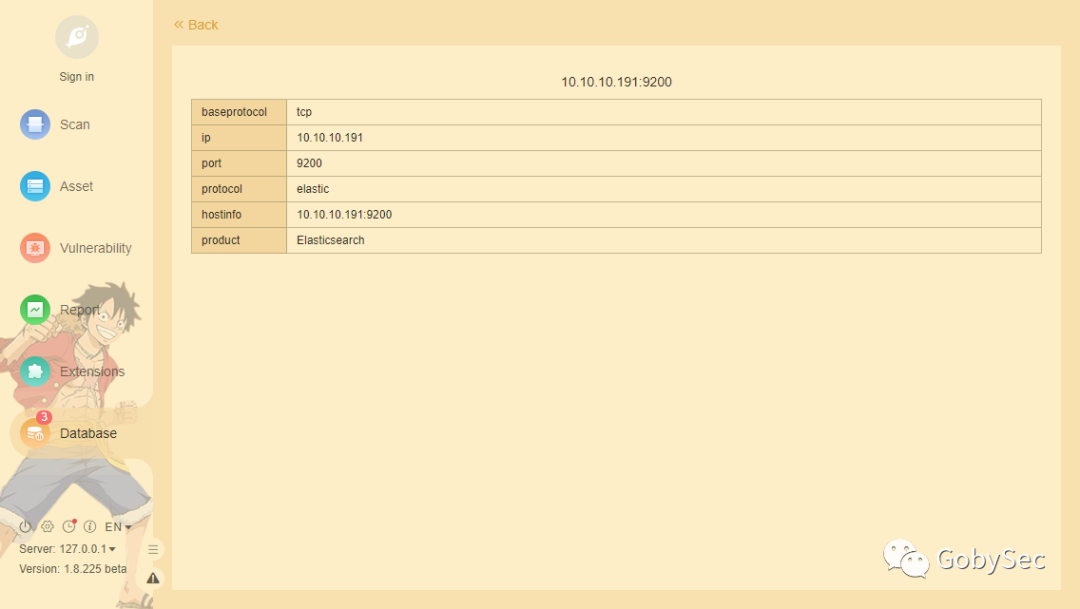 Sign in
Scan
Asset
Vulnerability
Report
Extensions
3
Database
EN
Server: 127.0.0.1
Version: 1.8.225 beta
« Back
10.10.10.191:9200
baseprotocol tcp
ip 10.10.10.191
port 9200
protocol elastic
hostinfo 10.10.10.191:9200
product Elasticsearch
GobySec